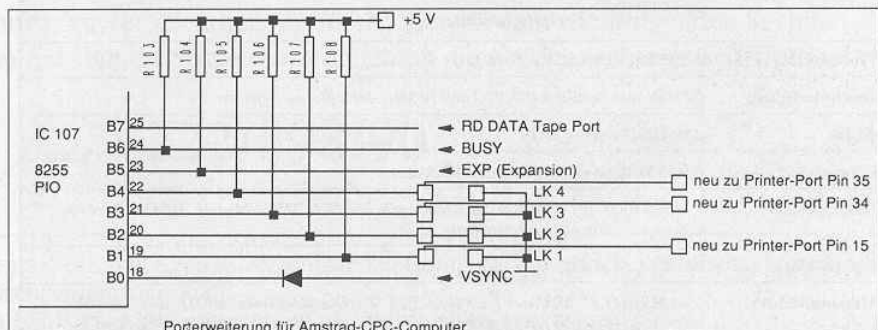 +5 V
R103
R104
R105
R106
R107
R108
IC 107
8255
PIO
B7 25
RD DATA Tape Port
B6 24
BUSY
B5 23
EXP (Expansion)
B4 22
LK 4
neu zu Printer-Port Pin 35
B3 21
LK 3
neu zu Printer-Port Pin 34
B2 20
LK 2
B1 19
LK 1
neu zu Printer-Port Pin 15
B0 18
VSYNC
Porterweiterung für Amstrad-CPC-Computer